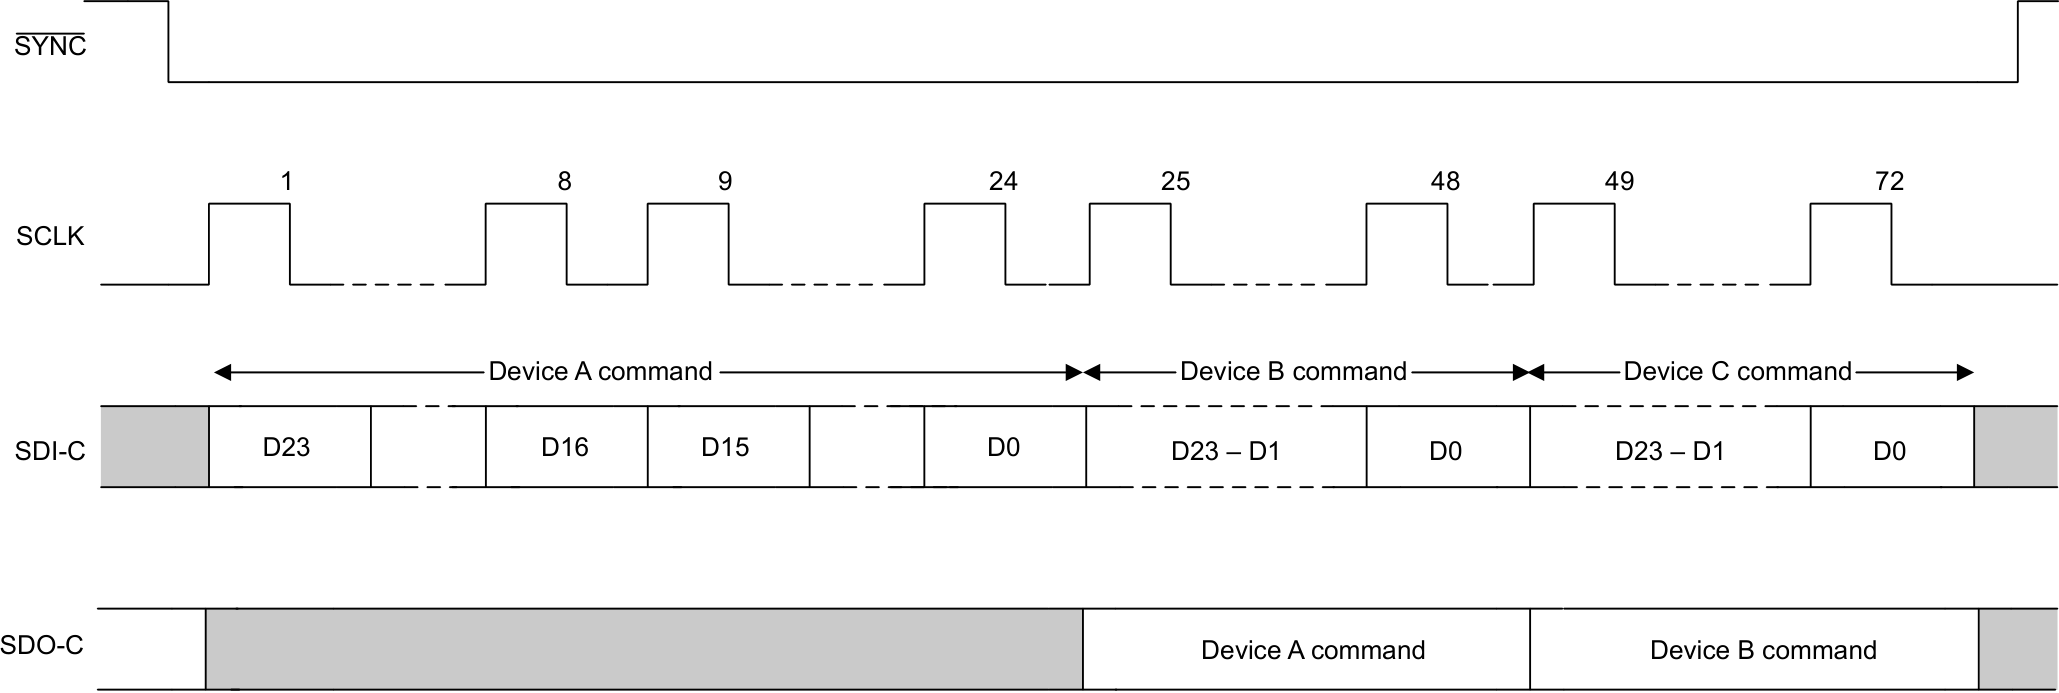 SYNC
1 8 9 24 25 48 49 72
SCLK
Device A command Device B command Device C command
SDI-C D23 D16 D15 D0 D23 – D1 D0 D23 – D1 D0
SDO-C Device A command Device B command